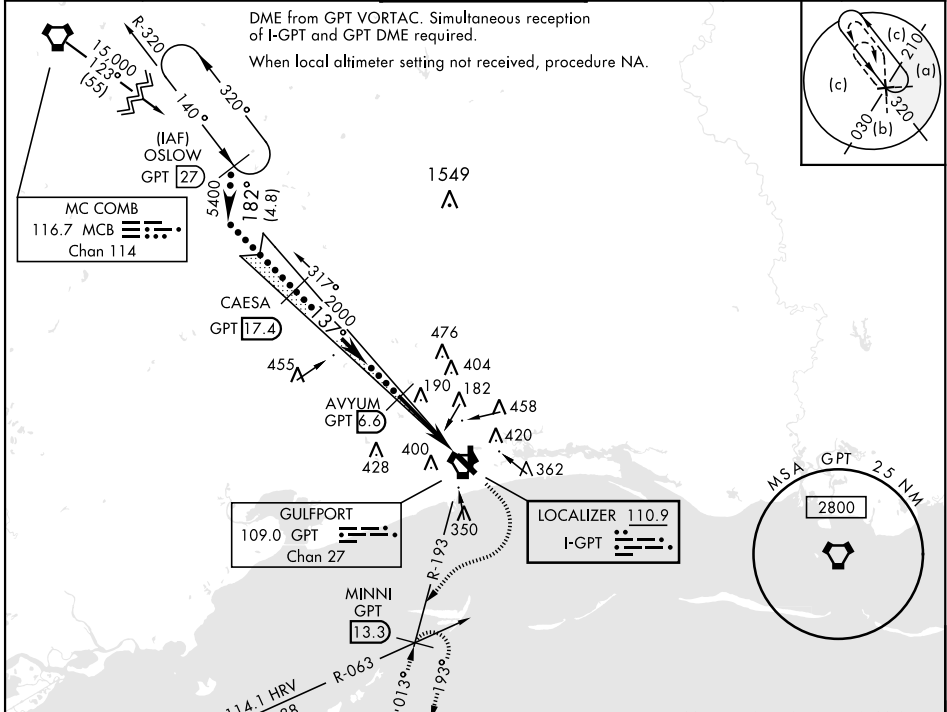 DME from GPT VORTAC. Simultaneous reception
of I-GPT and GPT DME required.
When local altimeter setting not received, procedure NA.
R-320
15,000
123°
(55)
140°
320°
(IAF)
OSLOW
GPT 27
5400
182°
(4.8)
1549
(c)
210
(a)
(c)
320
030
(b)
MC COMB
116.7 MCB
Chan 114
317°
2000
137°
CAESA
GPT 17.4
476
404
455
190
182
458
AVYUM
GPT 6.6
420
400
428
362
350
GULFPORT
109.0 GPT
Chan 27
LOCALIZER 110.9
I-GPT
MSA GPT 25 NM
2800
R-193
MINNI
GPT
13.3
R-063
013°
193°
114.1 HRV